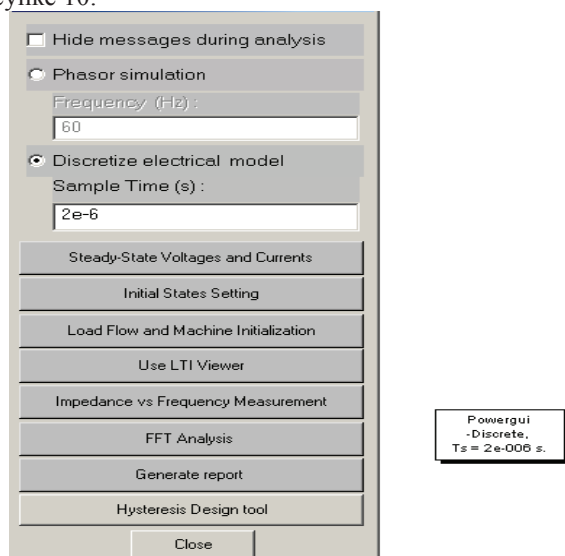 Hide messages during analysis
Phasor simulation
Frequency (Hz) :
60
Discretize electrical model
Sample Time (s) :
2e-6
Steady-State Voltages and Currents
Initial States Setting
Load Flow and Machine Initialization
Use LTI Viewer
Impedance vs Frequency Measurement
FFT Analysis
Generate report
Hysteresis Design tool
Close
Powergui
-Discrete,
Ts = 2e-006 s.